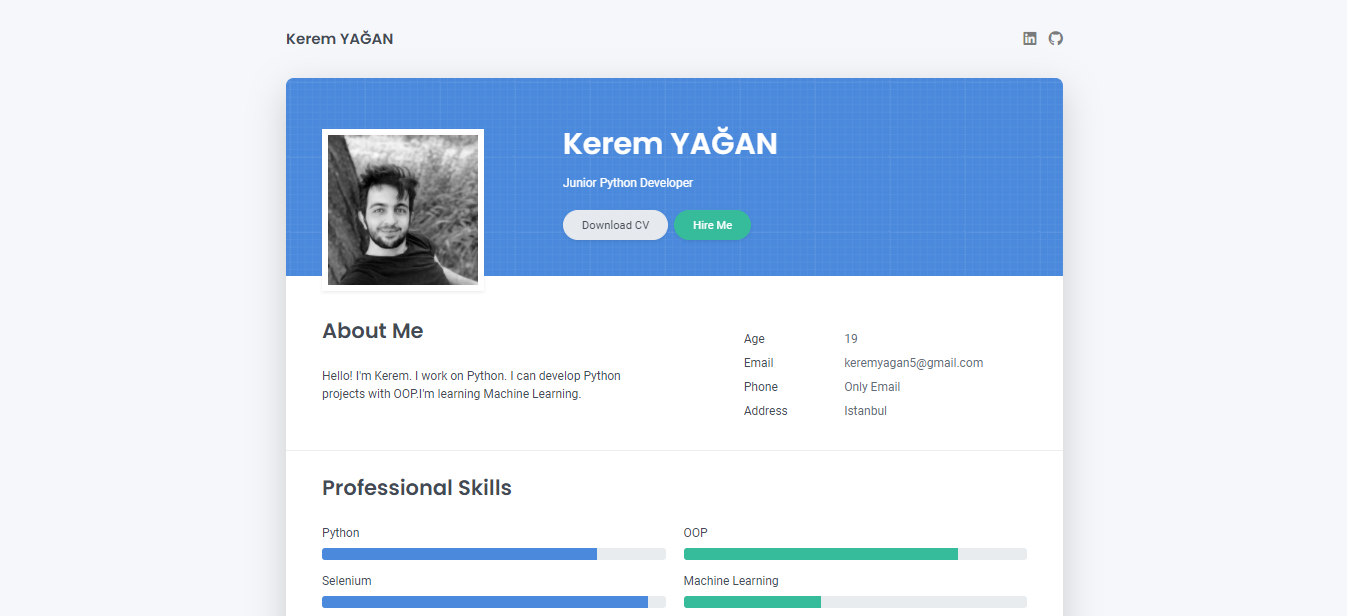 Kerem YAĞAN
Kerem YAĞAN
Junior Python Developer
Download CV
Hire Me
About Me
Hello! I'm Kerem. I work on Python. I can develop Python
projects with OOP.I'm learning Machine Learning.
Age 19
Email keremyagan5@gmail.com
Phone Only Email
Address Istanbul
Professional Skills
Python
OOP
Selenium
Machine Learning